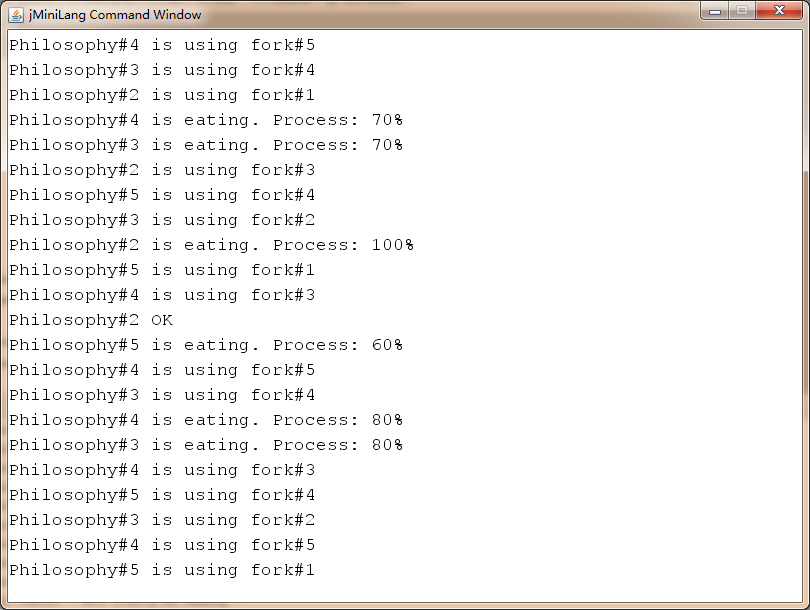 jMiniLang Command Window
Philosophy#4 is using fork#5
Philosophy#3 is using fork#4
Philosophy#2 is using fork#1
Philosophy#4 is eating. Process: 70%
Philosophy#3 is eating. Process: 70%
Philosophy#2 is using fork#3
Philosophy#5 is using fork#4
Philosophy#3 is using fork#2
Philosophy#2 is eating. Process: 100%
Philosophy#5 is using fork#1
Philosophy#4 is using fork#3
Philosophy#2 OK
Philosophy#5 is eating. Process: 60%
Philosophy#4 is using fork#5
Philosophy#3 is using fork#4
Philosophy#4 is eating. Process: 80%
Philosophy#3 is eating. Process: 80%
Philosophy#4 is using fork#3
Philosophy#5 is using fork#4
Philosophy#3 is using fork#2
Philosophy#4 is using fork#5
Philosophy#5 is using fork#1